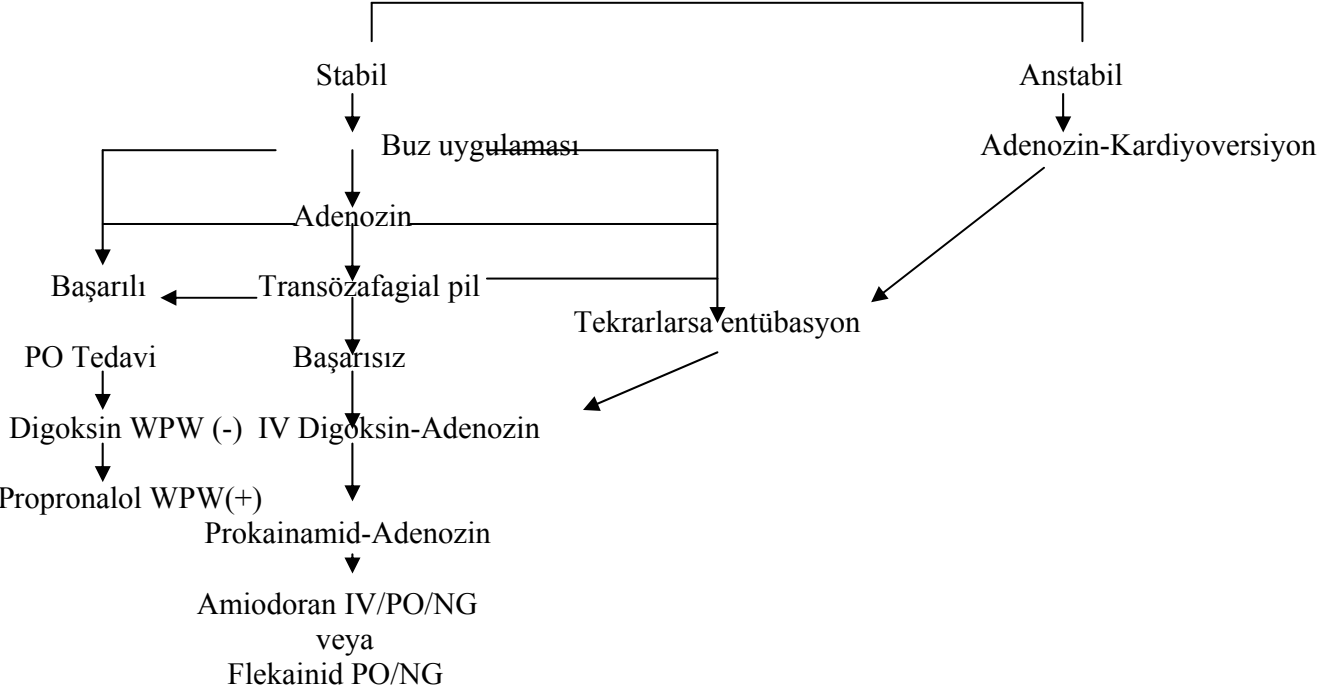 Stabil
Anstabil
Buz uygulaması
Adenozin-Kardiyoversiyon
Adenozin
Başarılı
Transözafagial pil
Tekrarlarsa entübasyon
PO Tedavi
Başarısız
Digoksin WPW (-)
IV Digoksin-Adenozin
Propronalol WPW(+)
Prokainamid-Adenozin
Amiodoran IV/PO/NG
veya
Flekainid PO/NG